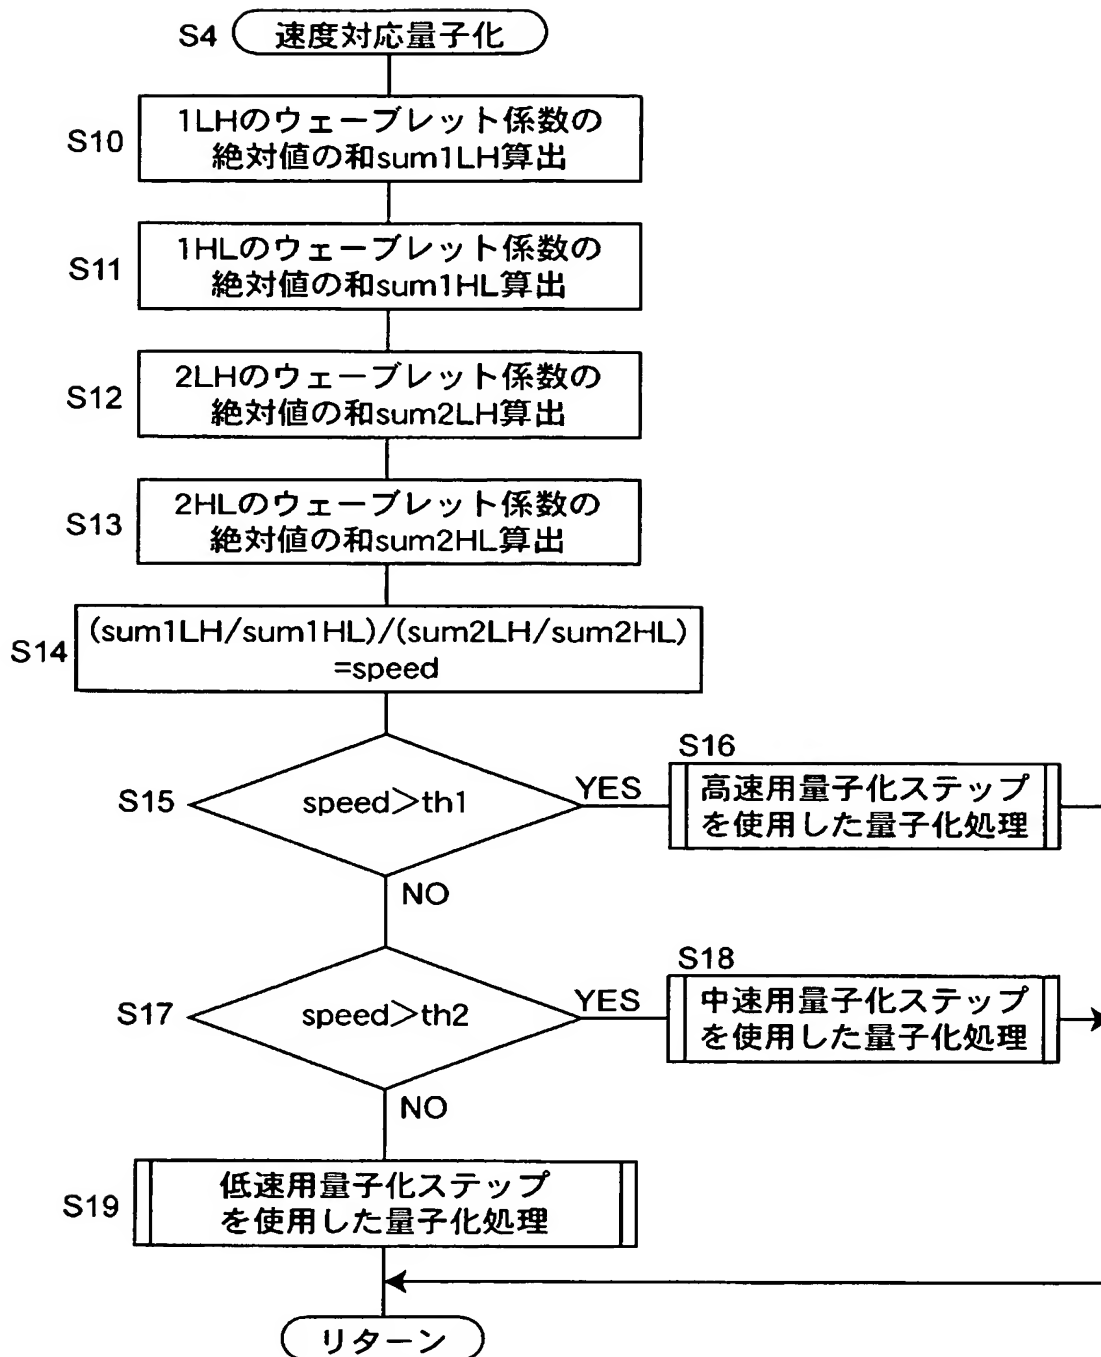 S4 速度対応量子化
S10
1LHのウェーブレット係数の
絶対値の和sum1LH算出
S11
1HLのウェーブレット係数の
絶対値の和sum1HL算出
S12
2LHのウェーブレット係数の
絶対値の和sum2LH算出
S13
2HLのウェーブレット係数の
絶対値の和sum2HL算出
S14
(sum1LH/sum1HL)/(sum2LH/sum2HL)
=speed
S15
speed>th1
YES
NO
S16
高速用量子化ステップ
を使用した量子化処理
S17
speed>th2
YES
NO
S18
中速用量子化ステップ
を使用した量子化処理
S19
低速用量子化ステップ
を使用した量子化処理
リターン